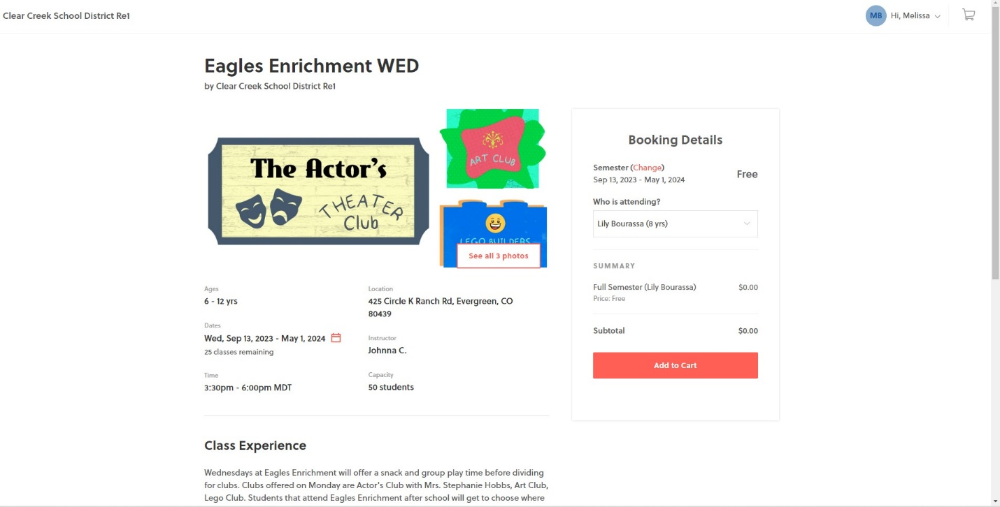 Clear Creek School District Re1
MB
Hi, Melissa
Eagles Enrichment WED
by Clear Creek School District Re1
The Actor's
THEATER
Club
ART CLUB
LEGO BUILDERS
See all 3 photos
Ages
6 - 12 yrs
Dates
Wed, Sep 13, 2023 - May 1, 2024
25 classes remaining
Time
3:30pm - 6:00pm MDT
Location
425 Circle K Ranch Rd, Evergreen, CO
80439
Instructor
Johnna C.
Capacity
50 students
Booking Details
Semester (Change)
Free
Sep 13, 2023 - May 1, 2024
Who is attending?
Lily Bourassa (8 yrs)
SUMMARY
Full Semester (Lily Bourassa) $0.00
Price: Free
Subtotal $0.00
Add to Cart
Class Experience
Wednesdays at Eagles Enrichment will offer a snack and group play time before dividing
for clubs. Clubs offered on Monday are Actor's Club with Mrs. Stephanie Hobbs, Art Club,
Lego Club. Students that attend Eagles Enrichment after school will get to choose where